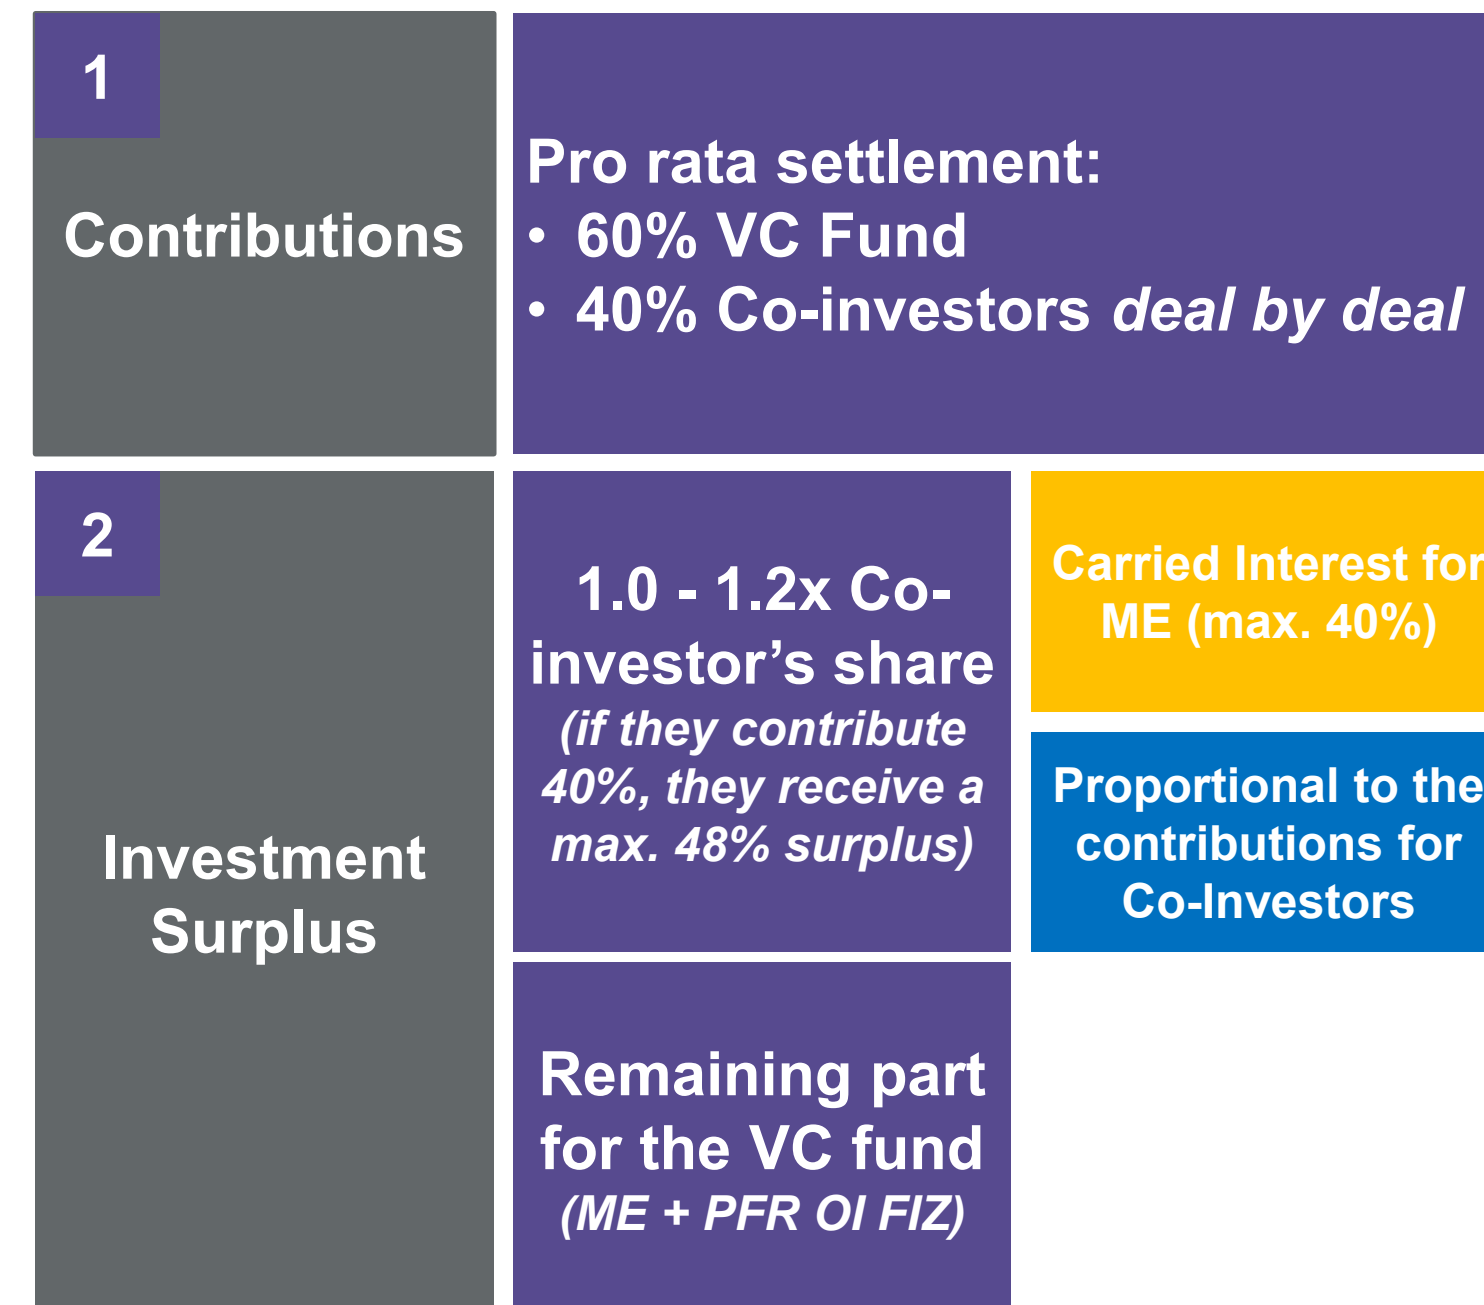 1
Contributions
Pro rata settlement:
• 60% VC Fund
• 40% Co-investors deal by deal
2
Investment
Surplus
1.0 - 1.2x Co-
investor’s share
(if they contribute
40%, they receive a
max. 48% surplus)
Carried Interest for
ME (max. 40%)
Proportional to the
contributions for
Co-Investors
Remaining part
for the VC fund
(ME + PFR OI FIZ)